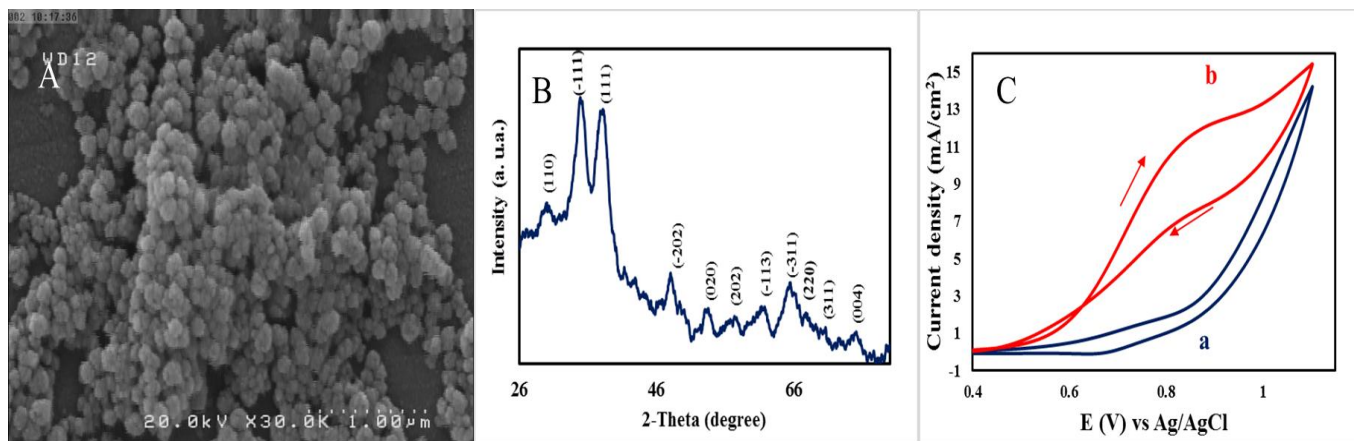 002 10:17:36
WD12
A
20.0kV X30.0K 1.00μm
B
Intensity (a. u.a.)
(110)
(-111)
(111)
(-202)
(020)
(202)
(-113)
(-311)
(220)
(311)
(004)
26
46
66
2-Theta (degree)
C
b
a
Current density (mA/cm²)
15
13
11
9
7
5
3
1
-1
0.4
0.6
0.8
1
E (V) vs Ag/AgCl